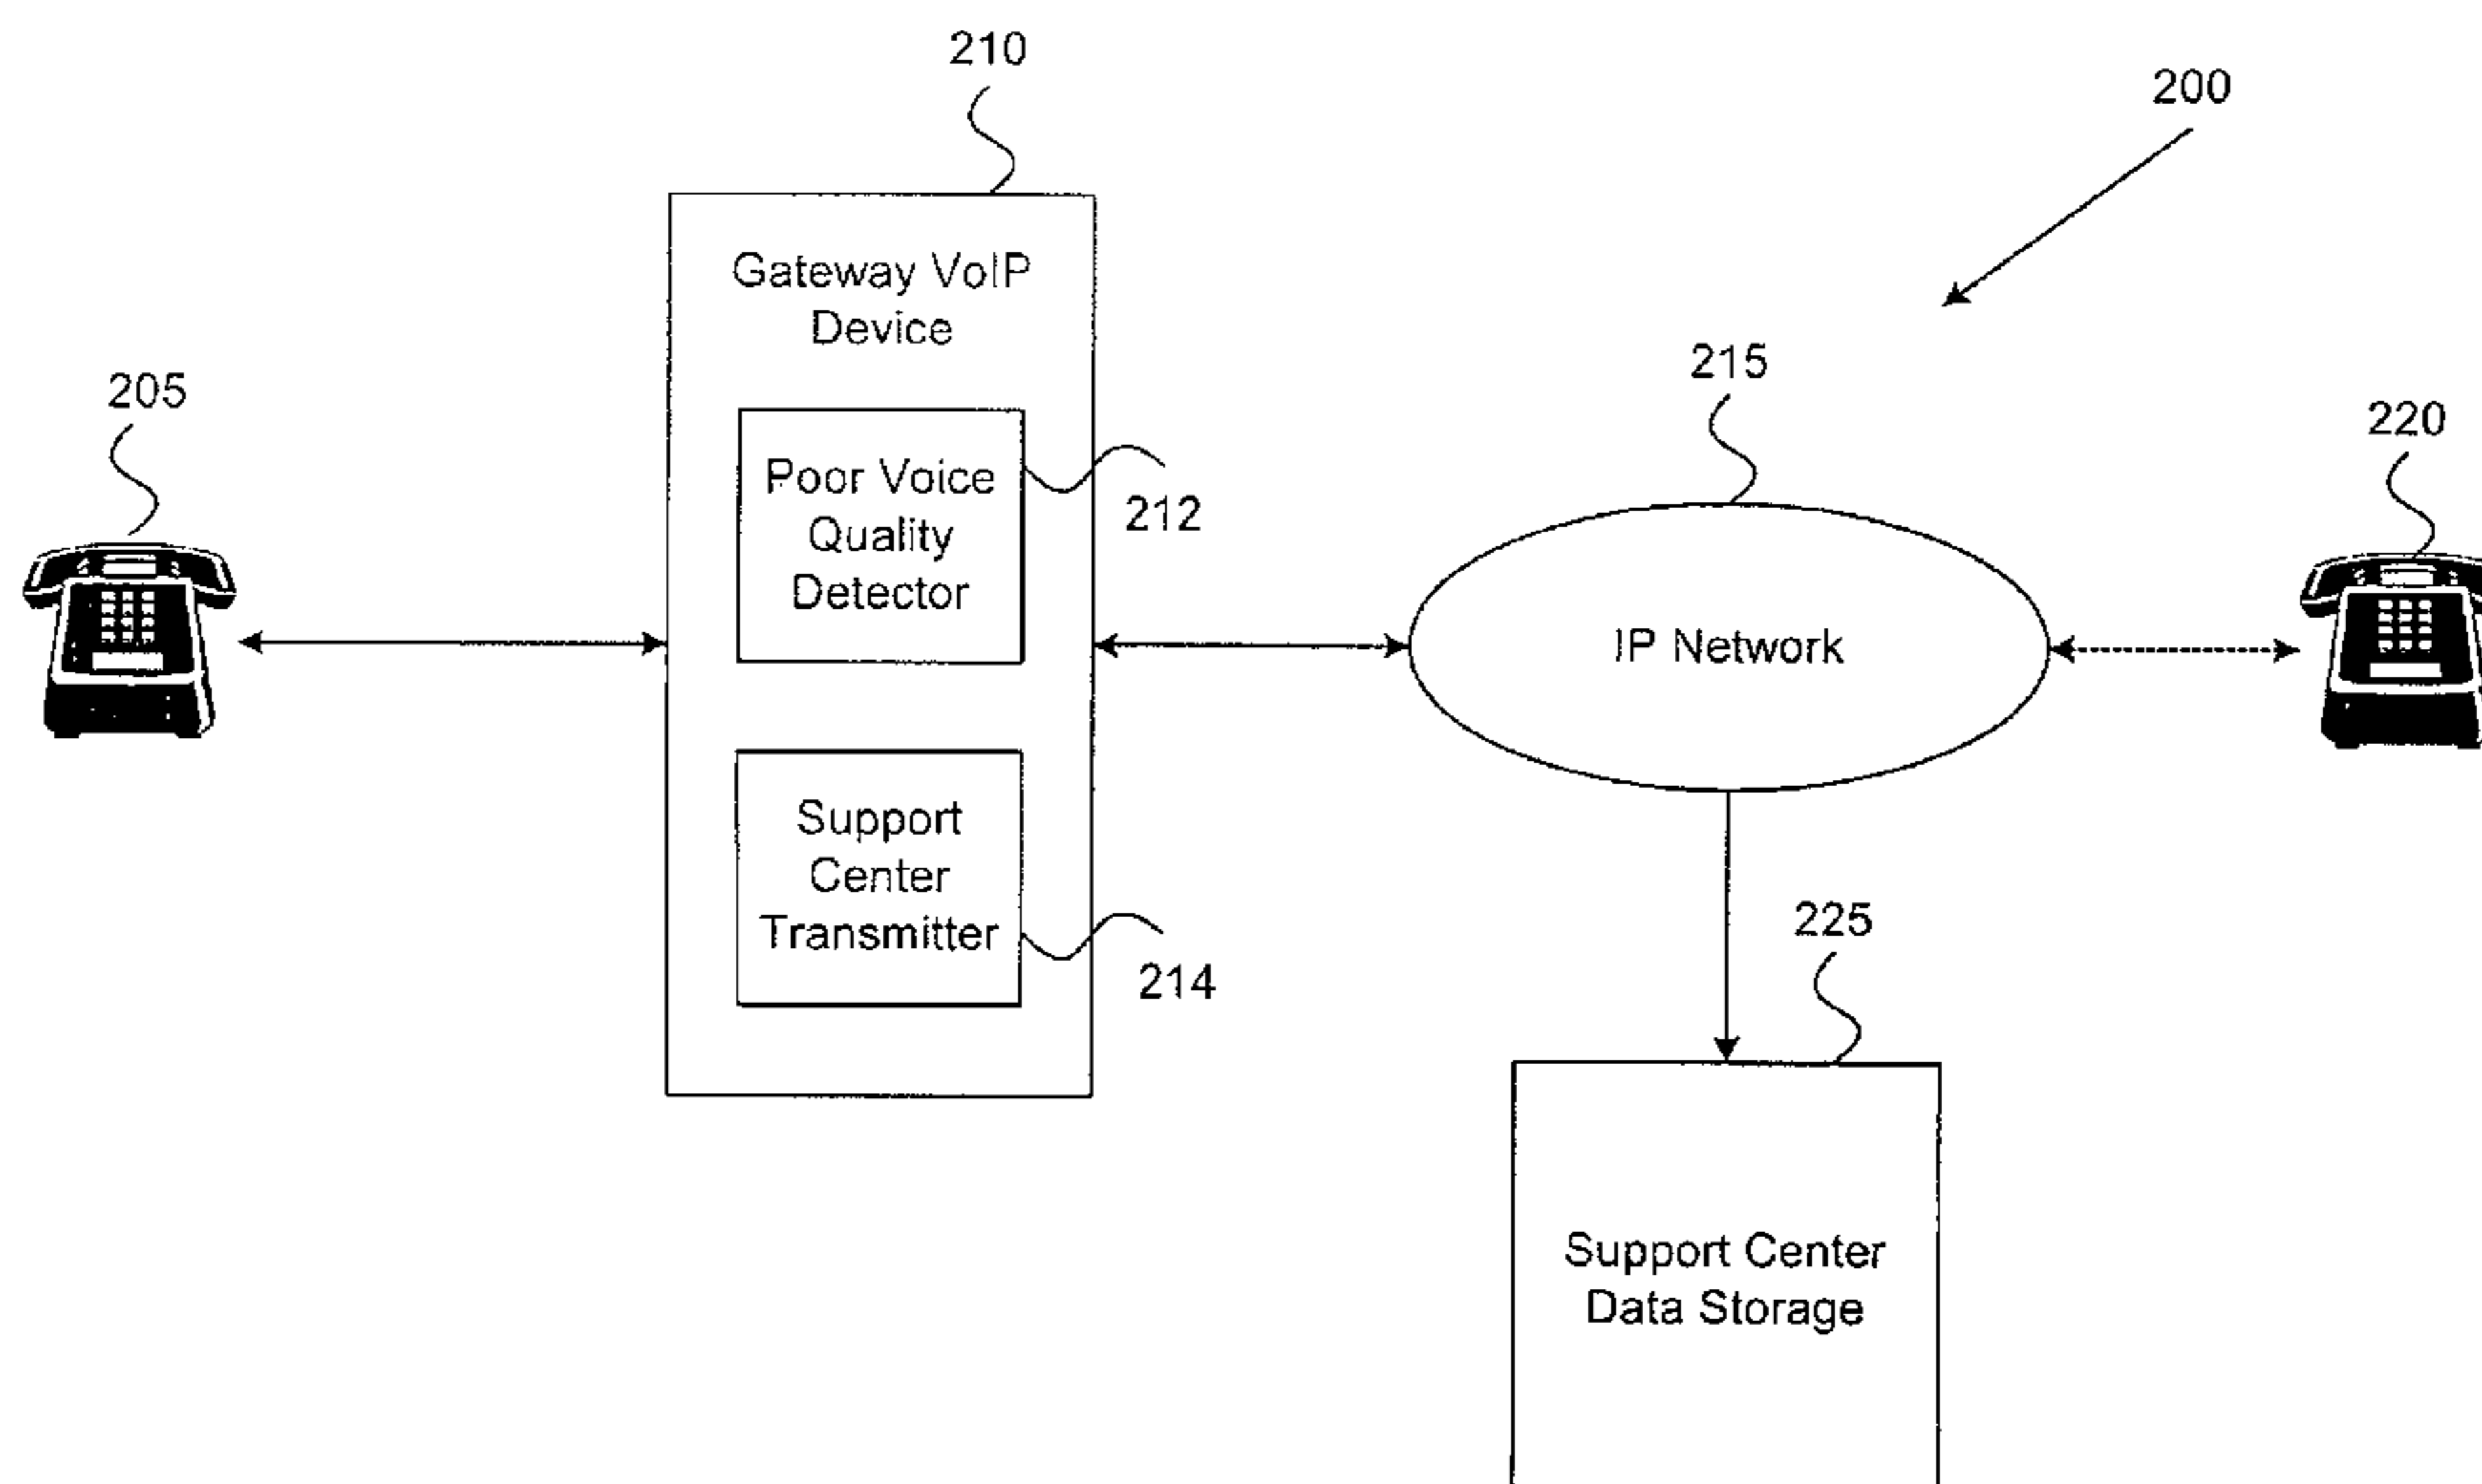 210
200
Gateway VoIP
Device
215
205
220
Poor Voice
Quality
Detector
212
IP Network
Support
Center
Transmitter
225
214
Support Center
Data Storage